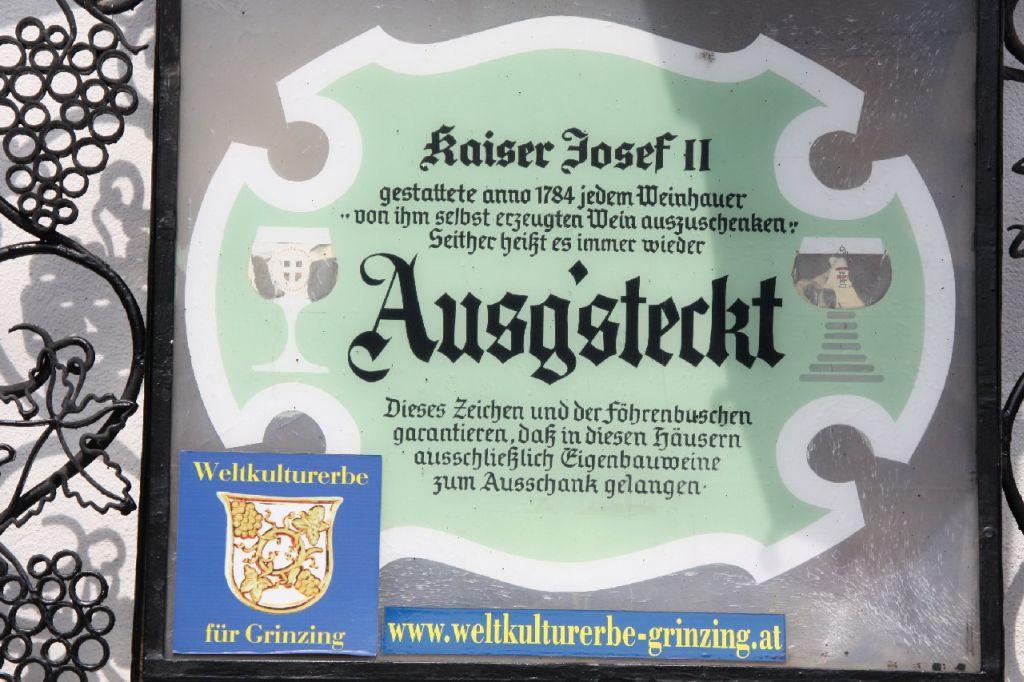 Kaiser Josef II
gestattete anno 1784 jedem Weinhauer
"von ihm selbst erzeugten Wein auszuschenken"
Seither heißt es immer wieder
Ausg'steckt
Dieses Zeichen und der Föhrenbuschen
garantieren, daß in diesen Häusern
ausschließlich Eigenbauweine
zum Ausschank gelangen.
Weltkulturerbe
für Grinzing
www.weltkulturerbe-grinzing.at